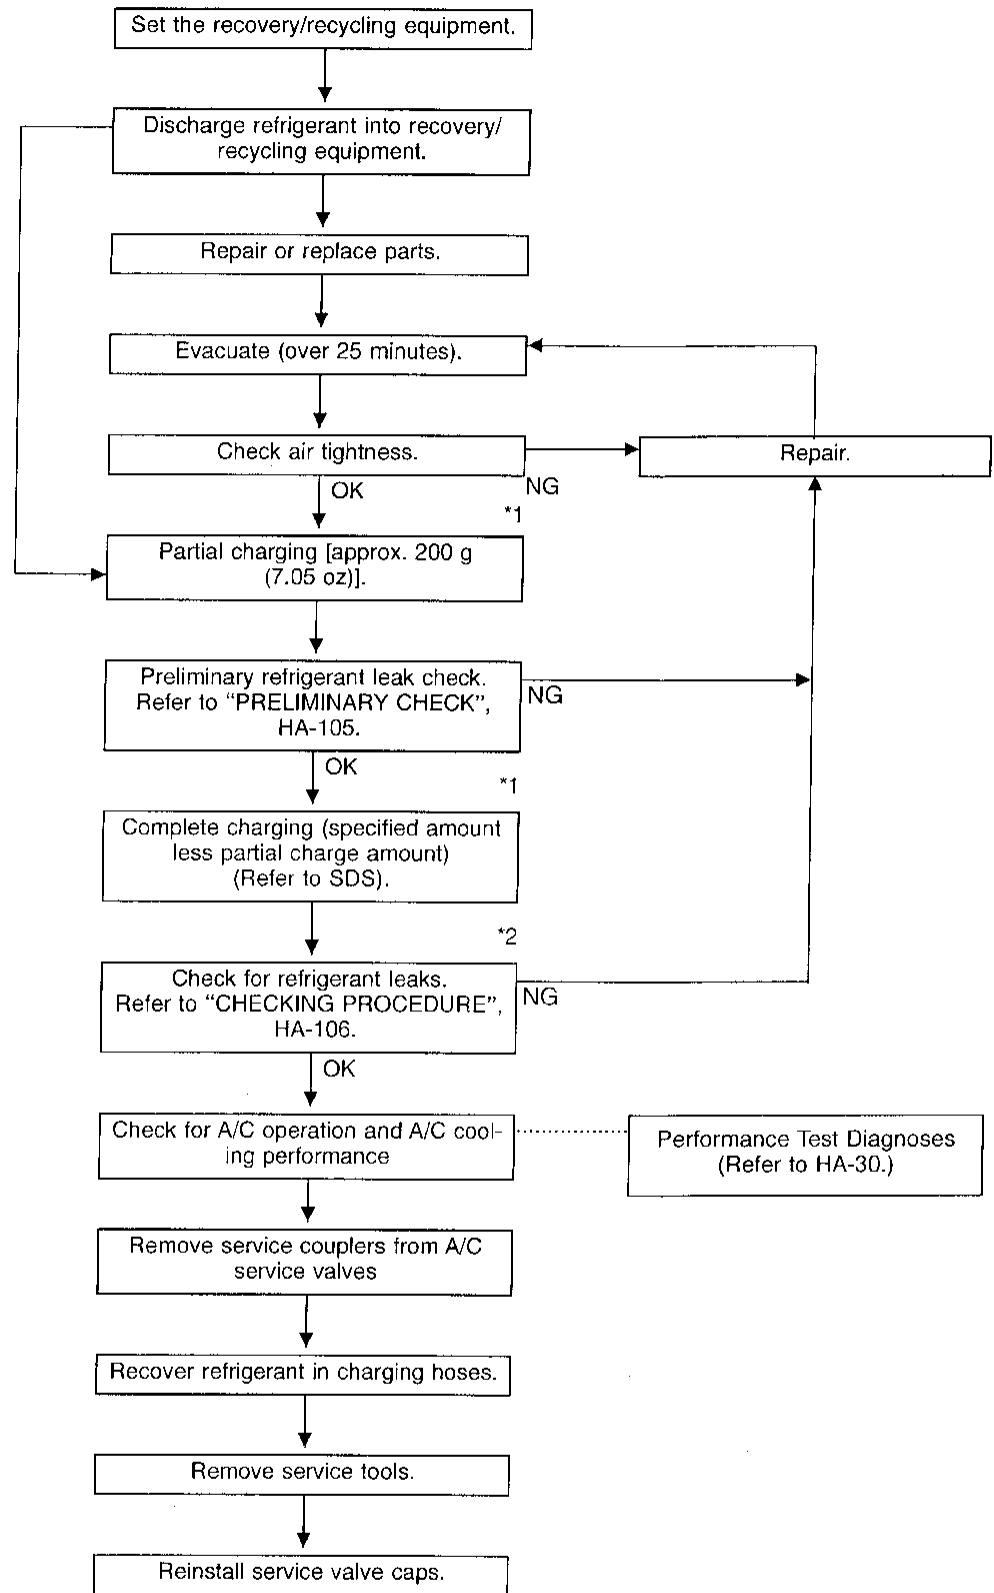 Set the recovery/recycling equipment.
Discharge refrigerant into recovery/
recycling equipment.
Repair or replace parts.
Evacuate (over 25 minutes).
Check air tightness.
Repair.
OK
NG
*1
Partial charging [approx. 200 g
(7.05 oz)].
Preliminary refrigerant leak check.
Refer to “PRELIMINARY CHECK”,
HA-105.
NG
OK
*1
Complete charging (specified amount
less partial charge amount)
(Refer to SDS).
*2
Check for refrigerant leaks.
Refer to “CHECKING PROCEDURE”,
HA-106.
NG
OK
Check for A/C operation and A/C cool-
ing performance
Performance Test Diagnoses
(Refer to HA-30.)
Remove service couplers from A/C
service valves
Recover refrigerant in charging hoses.
Remove service tools.
Reinstall service valve caps.